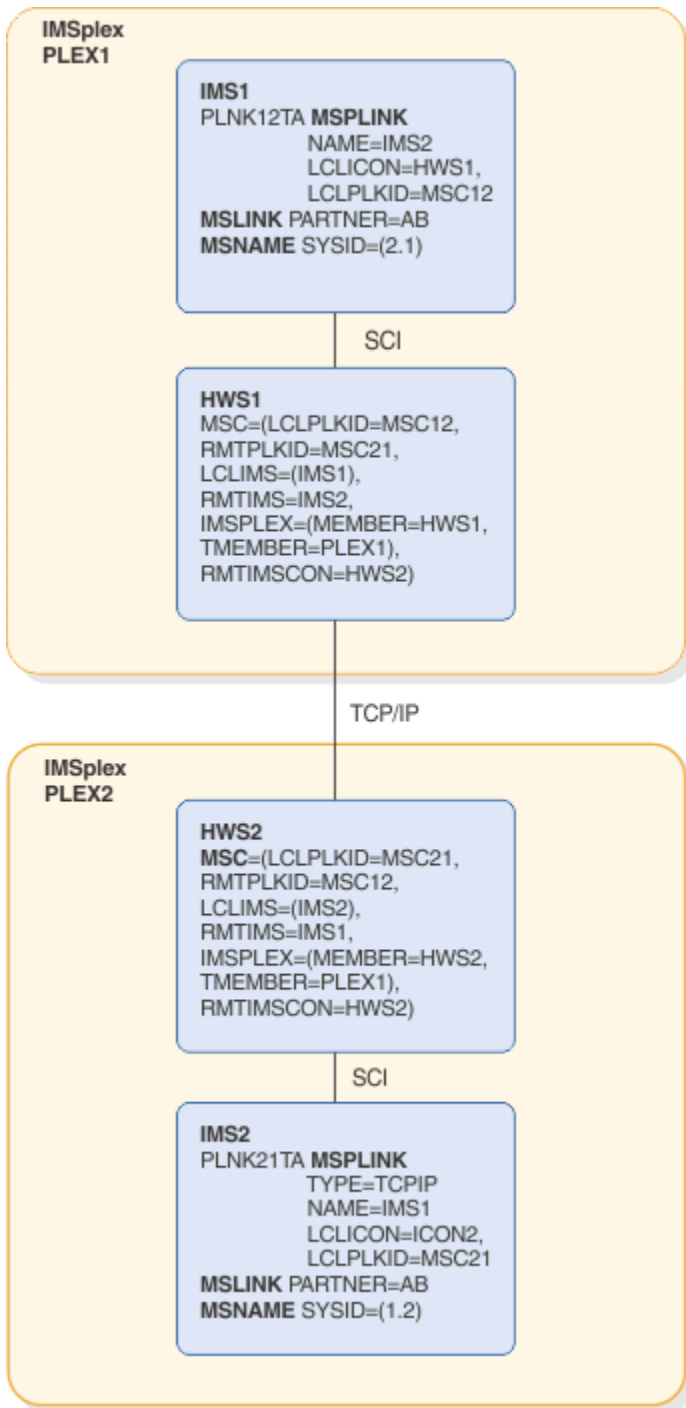 IMSplex
PLEX1
IMS1
PLNK12TA MSPLINK
NAME=IMS2
LCLICON=HWS1,
LCLPLKID=MSC12
MSLINK PARTNER=AB
MSNAME SYSID=(2.1)
SCI
HWS1
MSC=(LCLPLKID=MSC12,
RMTPLKID=MSC21,
LCLIMS=(IMS1),
RMTIMS=IMS2,
IMSPLEX=(MEMBER=HWS1,
TMEMBER=PLEX1),
RMTIMSCON=HWS2)
TCP/IP
IMSplex
PLEX2
HWS2
MSC=(LCLPLKID=MSC21,
RMTPLKID=MSC12,
LCLIMS=(IMS2),
RMTIMS=IMS1,
IMSPLEX=(MEMBER=HWS2,
TMEMBER=PLEX1),
RMTIMSCON=HWS2)
SCI
IMS2
PLNK21TA MSPLINK
TYPE=TCPIP
NAME=IMS1
LCLICON=ICON2,
LCLPLKID=MSC21
MSLINK PARTNER=AB
MSNAME SYSID=(1.2)